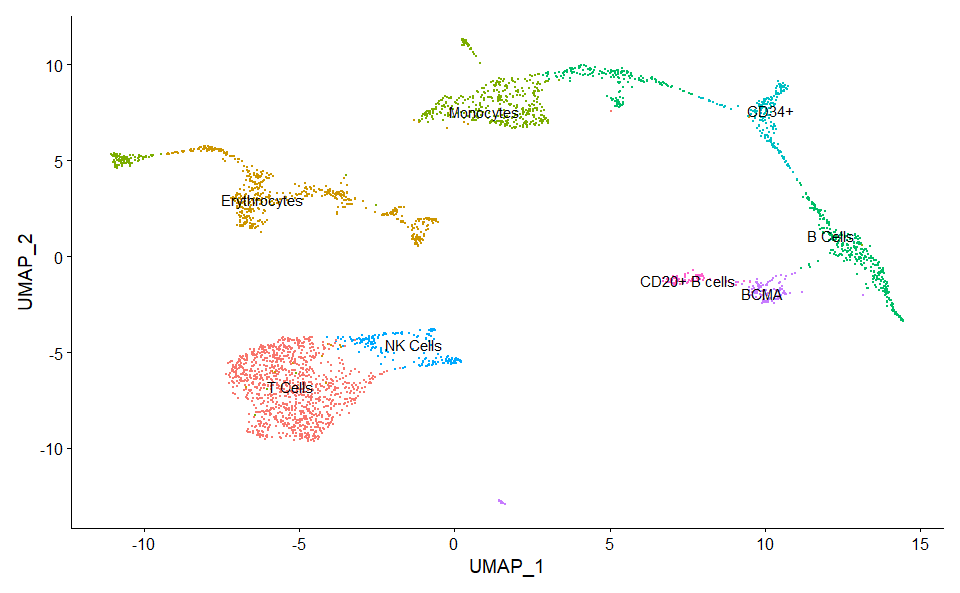 UMAP_2
10
5
0
-5
-10
Monocytes
CD34+
Erythrocytes
B Cells
CD20+ B cells
BCMA
NK Cells
T Cells
-10
-5
0
5
10
15
UMAP_1